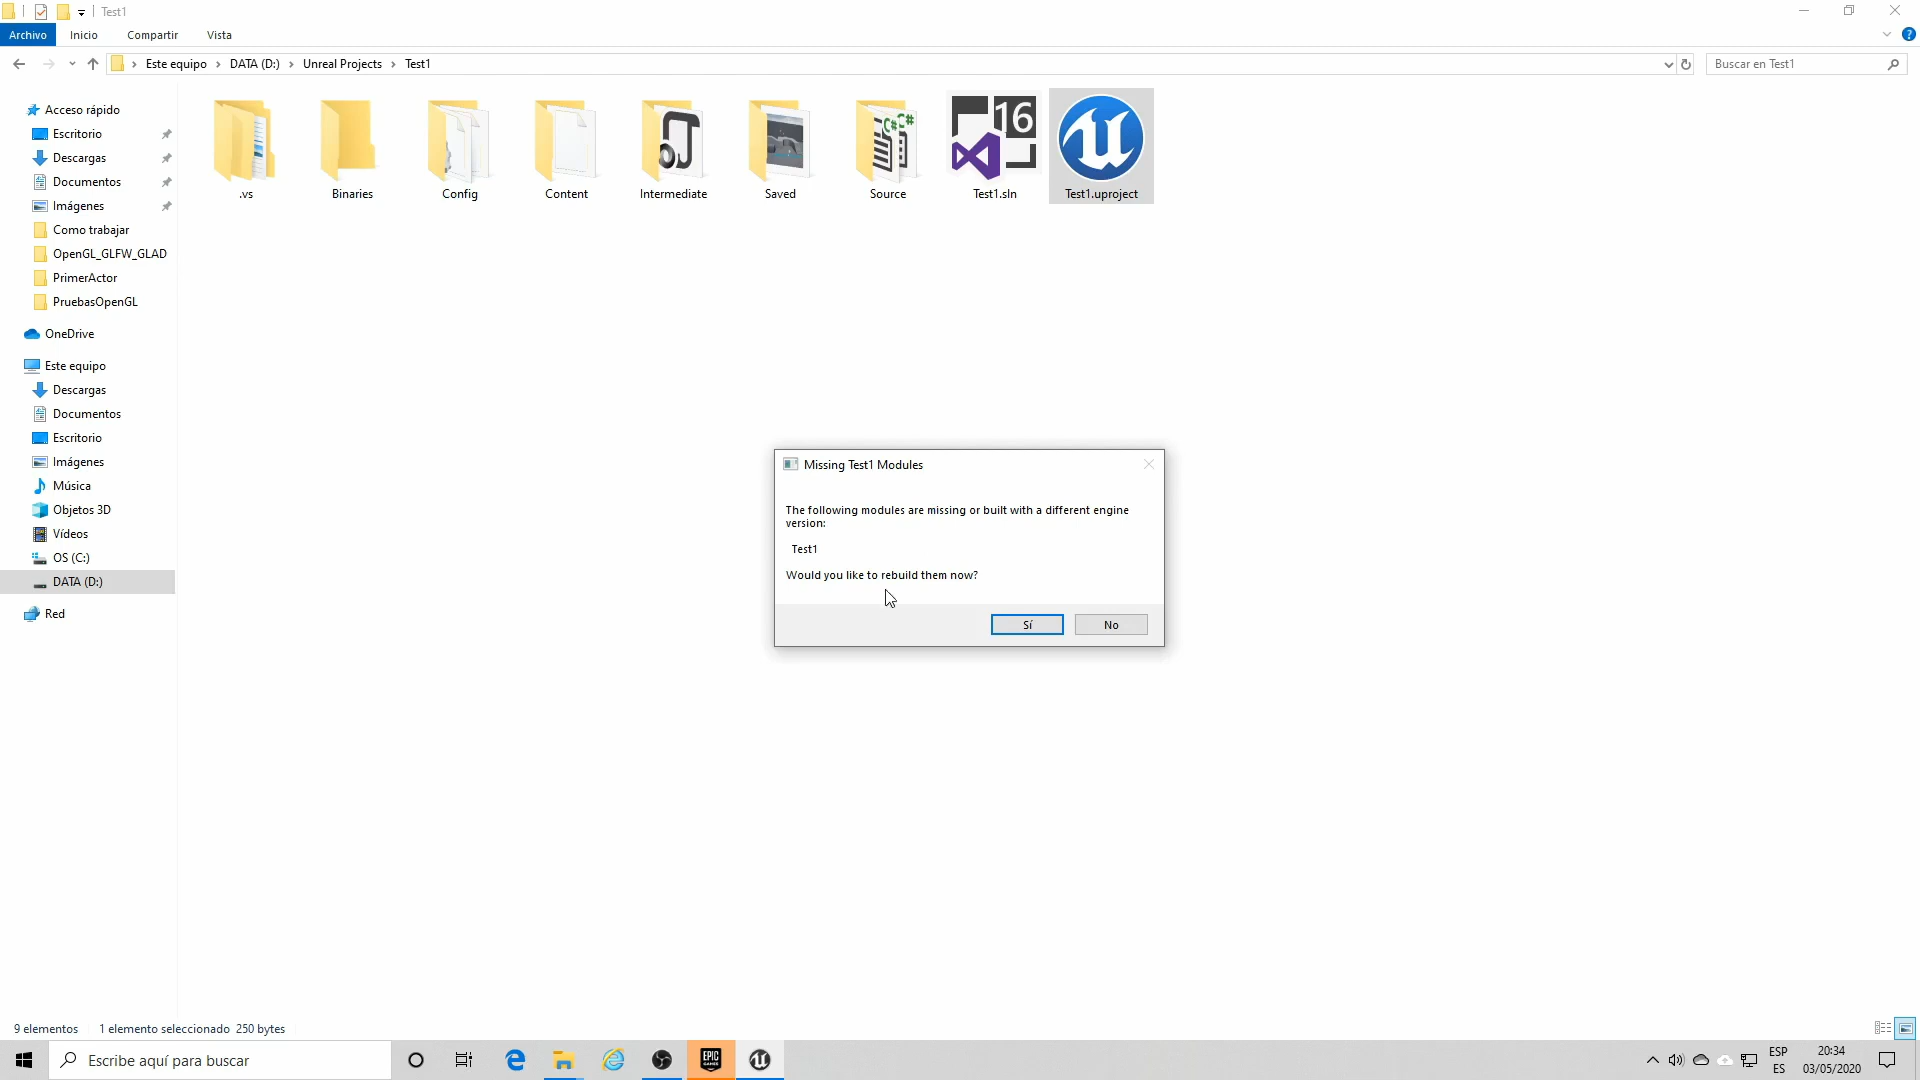 Test1
Archivo Inicio Compartir Vista
Este equipo DATA (D:) Unreal Projects Test1
Buscar en Test1
Acceso rápido
Escritorio
Descargas
Documentos
Imágenes
Como trabajar
OpenGL_GLFW_GLAD
PrimerActor
PruebasOpenGL
OneDrive
Este equipo
Descargas
Documentos
Escritorio
Imágenes
Música
Objetos 3D
Vídeos
OS (C:)
DATA (D:)
Red
C# C#
16
.vs Binaries Config Content Intermediate Saved Source Test1.sln Test1.uproject
Missing Test1 Modules
The following modules are missing or built with a different engine
version:
Test1
Would you like to rebuild them now?
Sí No
9 elementos 1 elemento seleccionado 250 bytes
Escribe aquí para buscar
EPIC
GAMES
ESP
ES
20:34
03/05/2020